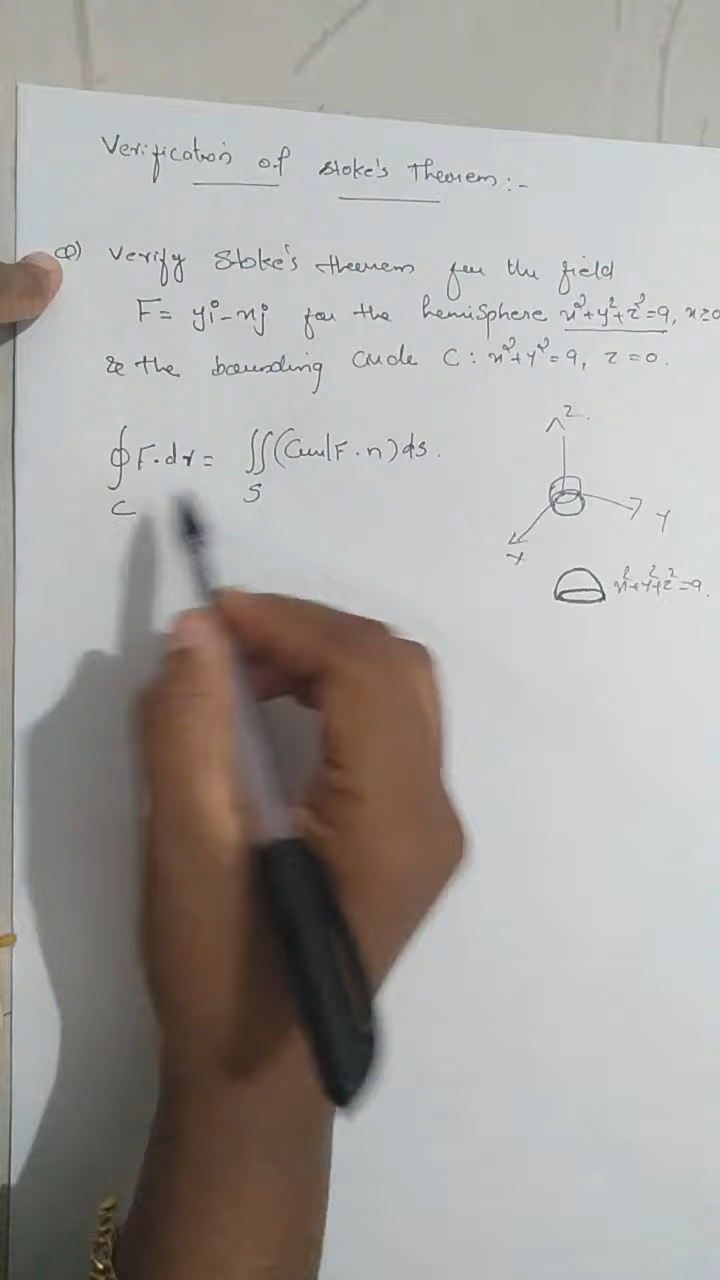 Verification of Stoke's Theorem:-
Q) Verify Stoke's theorem for the field
F = yi - xj for the hemisphere x²+y²+z²=9, x≥0
& the bounding circle C: x²+y²=9, z=0.
∮F.dr = ∬(Curl F . n)ds.
C S
z
y
x
x²+y²+z²=9.